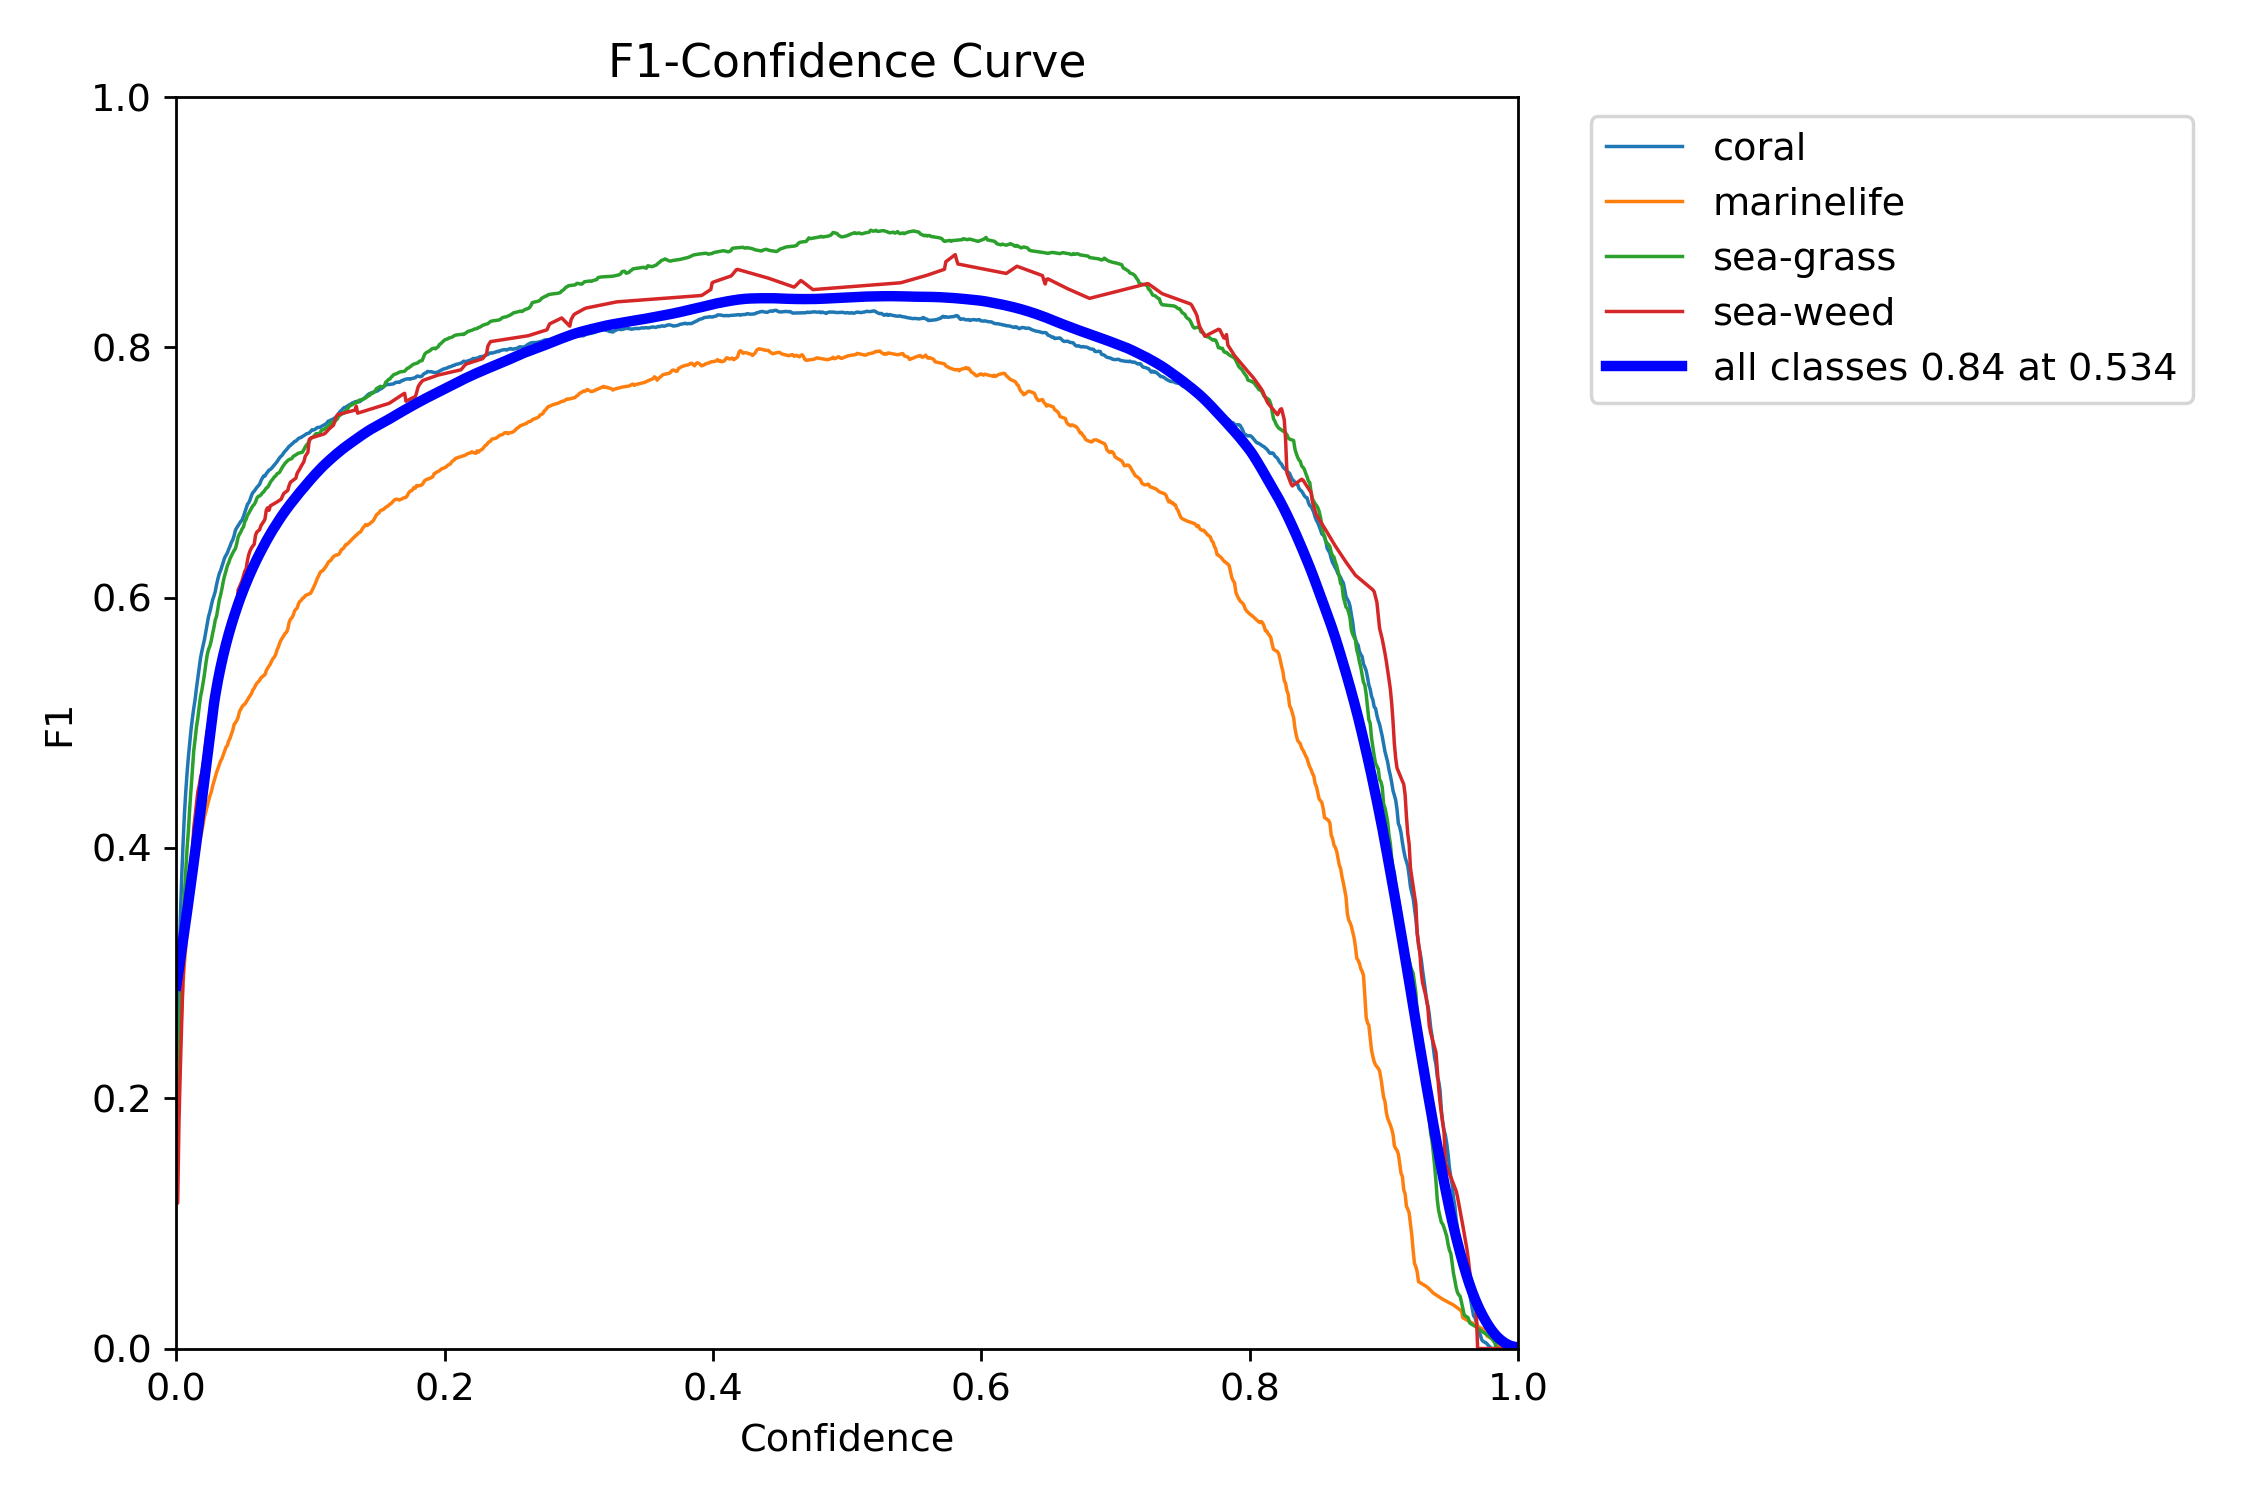 F1-Confidence Curve
1.0
0.8
0.6
0.4
0.2
0.0
F1
0.0 0.2 0.4 0.6 0.8 1.0
Confidence
coral
marinelife
sea-grass
sea-weed
all classes 0.84 at 0.534